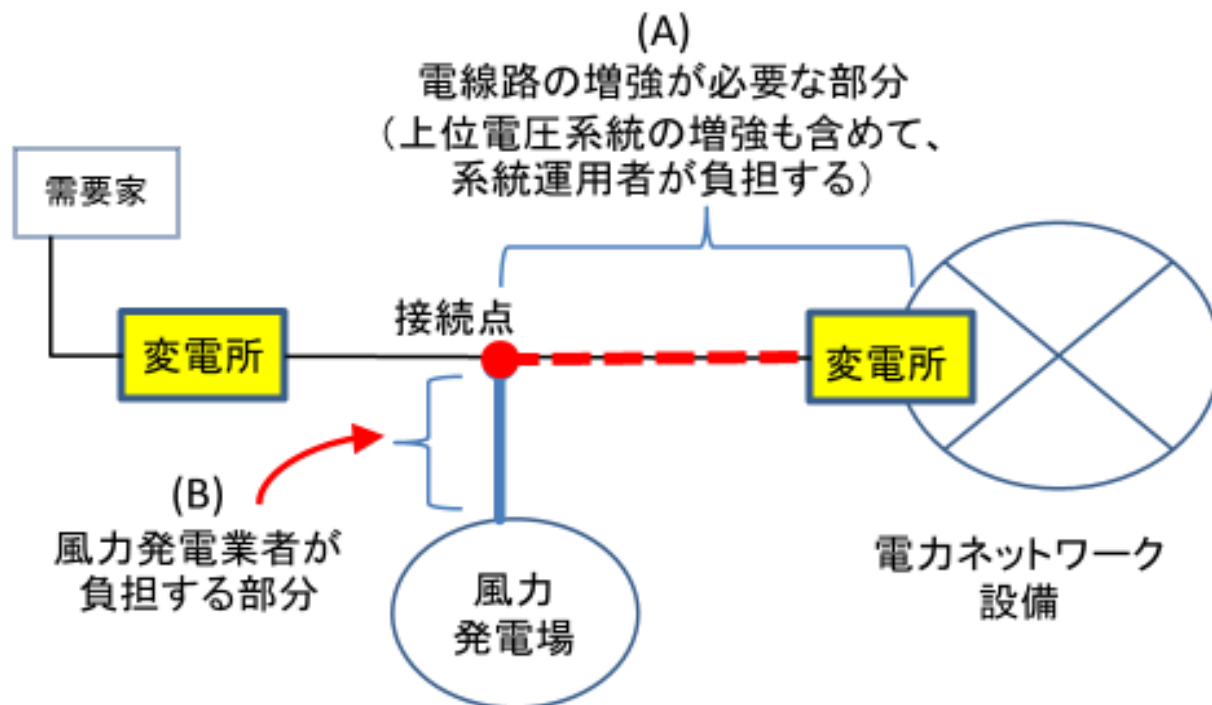 (A)
電線路の増強が必要な部分
（上位電圧系統の増強も含めて、
系統運用者が負担する）
需要家
接続点
変電所
変電所
(B)
風力発電業者が
負担する部分
風力
発電場
電力ネットワーク
設備